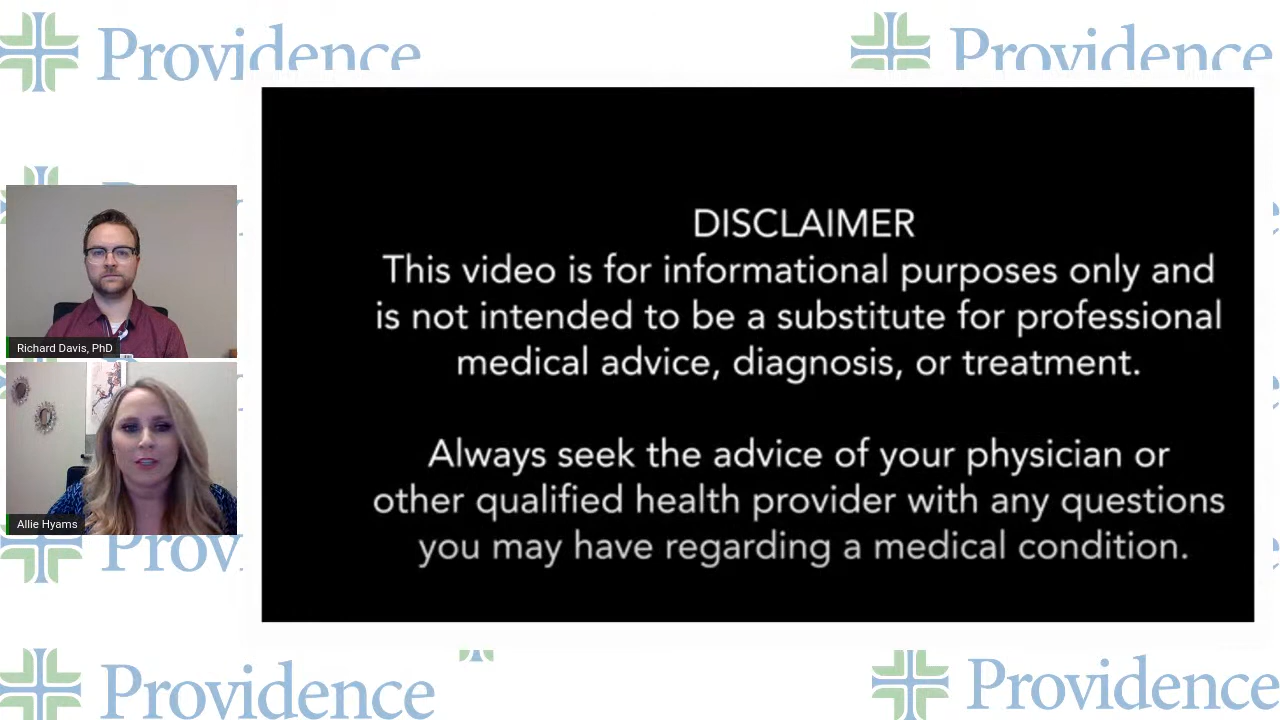 Providence
Providence
DISCLAIMER
This video is for informational purposes only and
is not intended to be a substitute for professional
medical advice, diagnosis, or treatment.
Always seek the advice of your physician or
other qualified health provider with any questions
you may have regarding a medical condition.
Richard Davis, PhD
Allie Hyams
Providence
Providence